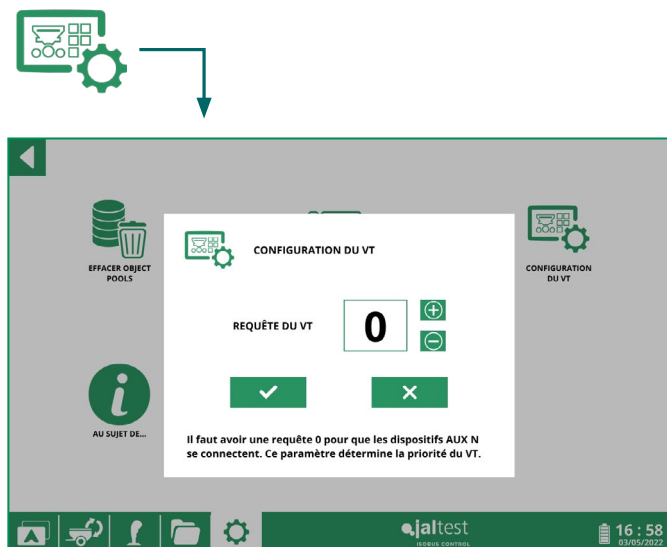 CONFIGURATION DU VT
EFFACER OBJECT
POOLS
CONFIGURATION
DU VT
REQUÊTE DU VT
0
AU SUJET DE...
Il faut avoir une requête 0 pour que les dispositifs AUX N
se connectent. Ce paramètre détermine la priorité du VT.
jaltest
ISOBUS CONTROL
16 : 58
03/05/2022